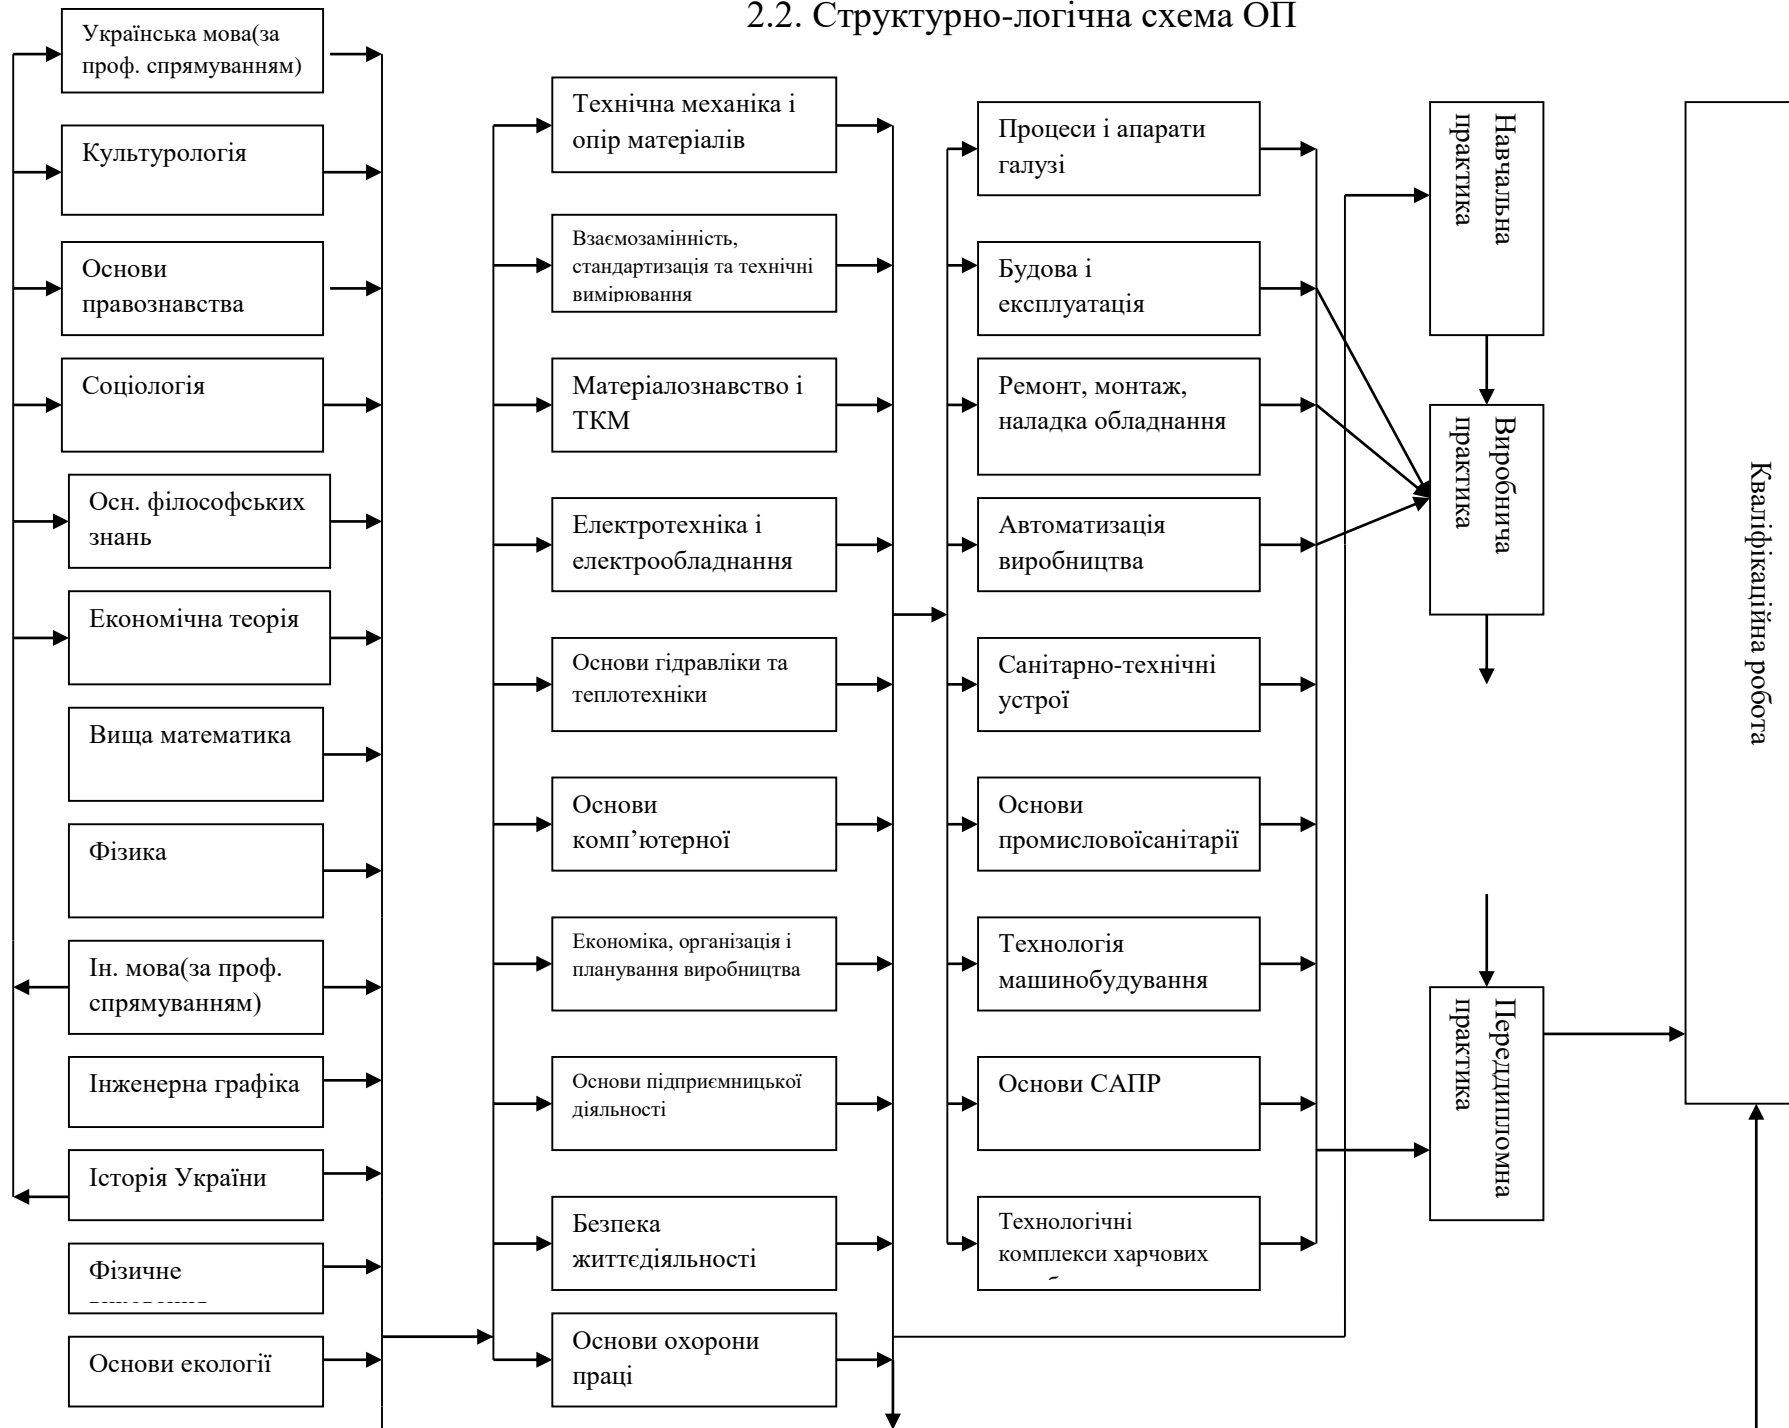 2.2. Структурно-логічна схема ОП
Українська мова(за
проф. спрямуванням)
Культурологія
Основи
правознавства
Соціологія
Осн. філософських
знань
Економічна теорія
Вища математика
Фізика
Ін. мова(за проф.
спрямуванням)
Інженерна графіка
Історія України
Фізичне
Основи екології
Технічна механіка і
опір матеріалів
Взаємозамінність,
стандартизація та технічні
вимірювання
Матеріалознавство і
ТКМ
Електротехніка і
електрообладнання
Основи гідравліки та
теплотехніки
Основи
комп’ютерної
Економіка, організація і
планування виробництва
Основи підприємницької
діяльності
Безпека
життєдіяльності
Основи охорони
праці
Процеси і апарати
галузі
Будова і
експлуатація
Ремонт, монтаж,
наладка обладнання
Автоматизація
виробництва
Санітарно-технічні
устрої
Основи
промисловоїсанітарії
Технологія
машинобудування
Основи САПР
Технологічні
комплекси харчових
Навчальна
практика
Виробнича
практика
Переддипломна
практика
Кваліфікаційна робота